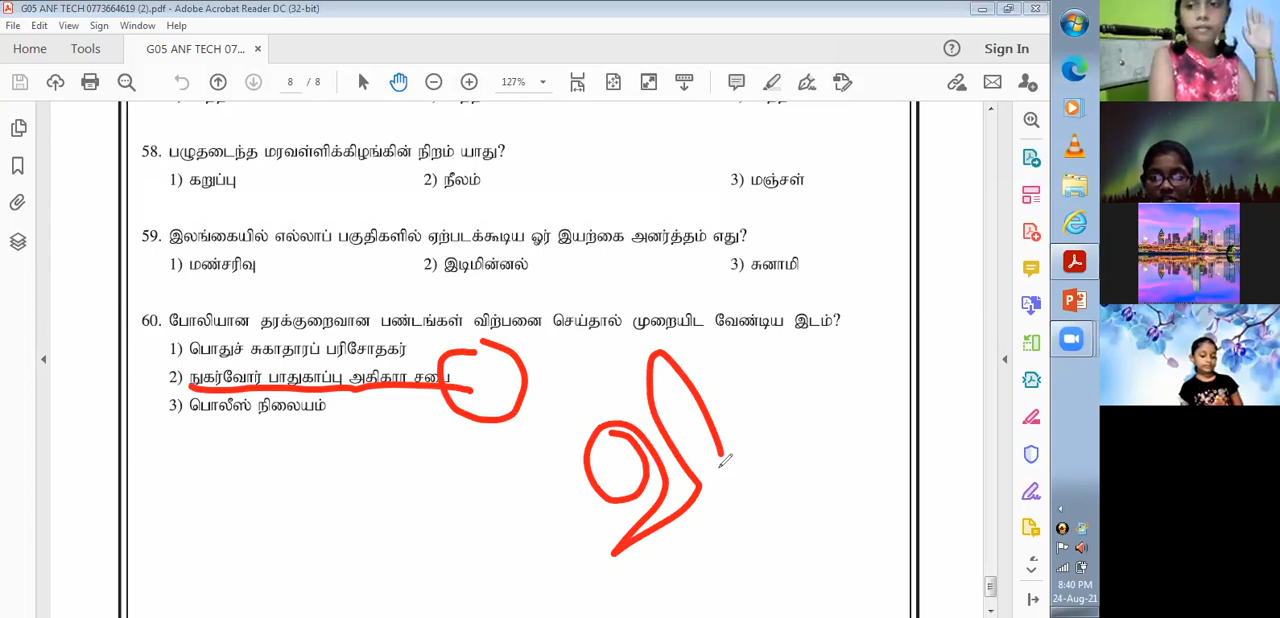 G05 ANF TECH 0773664619 (2).pdf - Adobe Acrobat Reader DC (32-bit)
File Edit View Sign Window Help
Home Tools G05 ANF TECH 07... × Sign In
8 / 8 127%
58. பழுதடைந்த மரவள்ளிக்கிழங்கின் நிறம் யாது?
1) கறுப்பு 2) நீலம் 3) மஞ்சள்
59. இலங்கையில் எல்லாப் பகுதிகளில் ஏற்படக்கூடிய ஓர் இயற்கை அனர்த்தம் எது?
1) மண்சரிவு 2) இடிமின்னல் 3) சுனாமி
60. போலியான தரக்குறைவான பண்டங்கள் விற்பனை செய்தால் முறையிட வேண்டிய இடம்?
1) பொதுச் சுகாதாரப் பரிசோதகர்
2) நுகர்வோர் பாதுகாப்பு அதிகார சபை
3) பொலீஸ் நிலையம்
8:40 PM
24-Aug-21